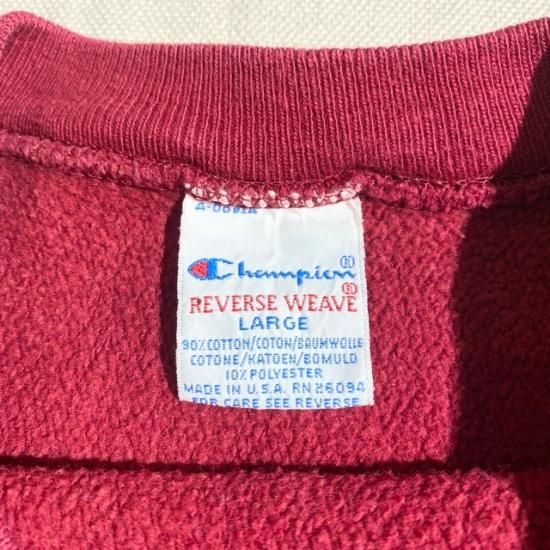 Champion®
REVERSE WEAVE®
LARGE
90% COTTON/COTON/BAUMWOLLE
COTONE/KATOEN/BOMULD
10% POLYESTER
MADE IN U.S.A. RN 26094
FOR CARE SEE REVERSE